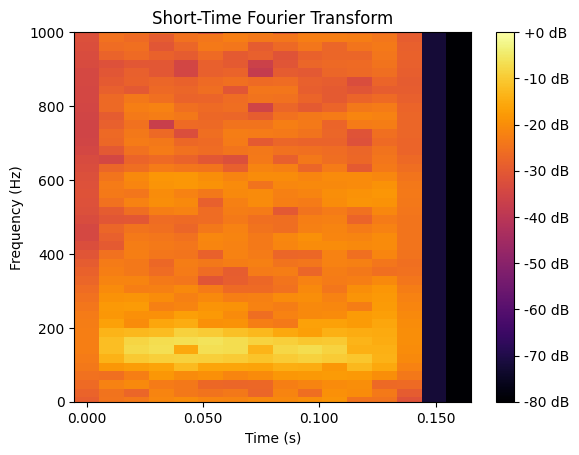 Short-Time Fourier Transform
1000
800
600
400
200
0
Frequency (Hz)
0.000
0.050
0.100
0.150
Time (s)
+0 dB
-10 dB
-20 dB
-30 dB
-40 dB
-50 dB
-60 dB
-70 dB
-80 dB